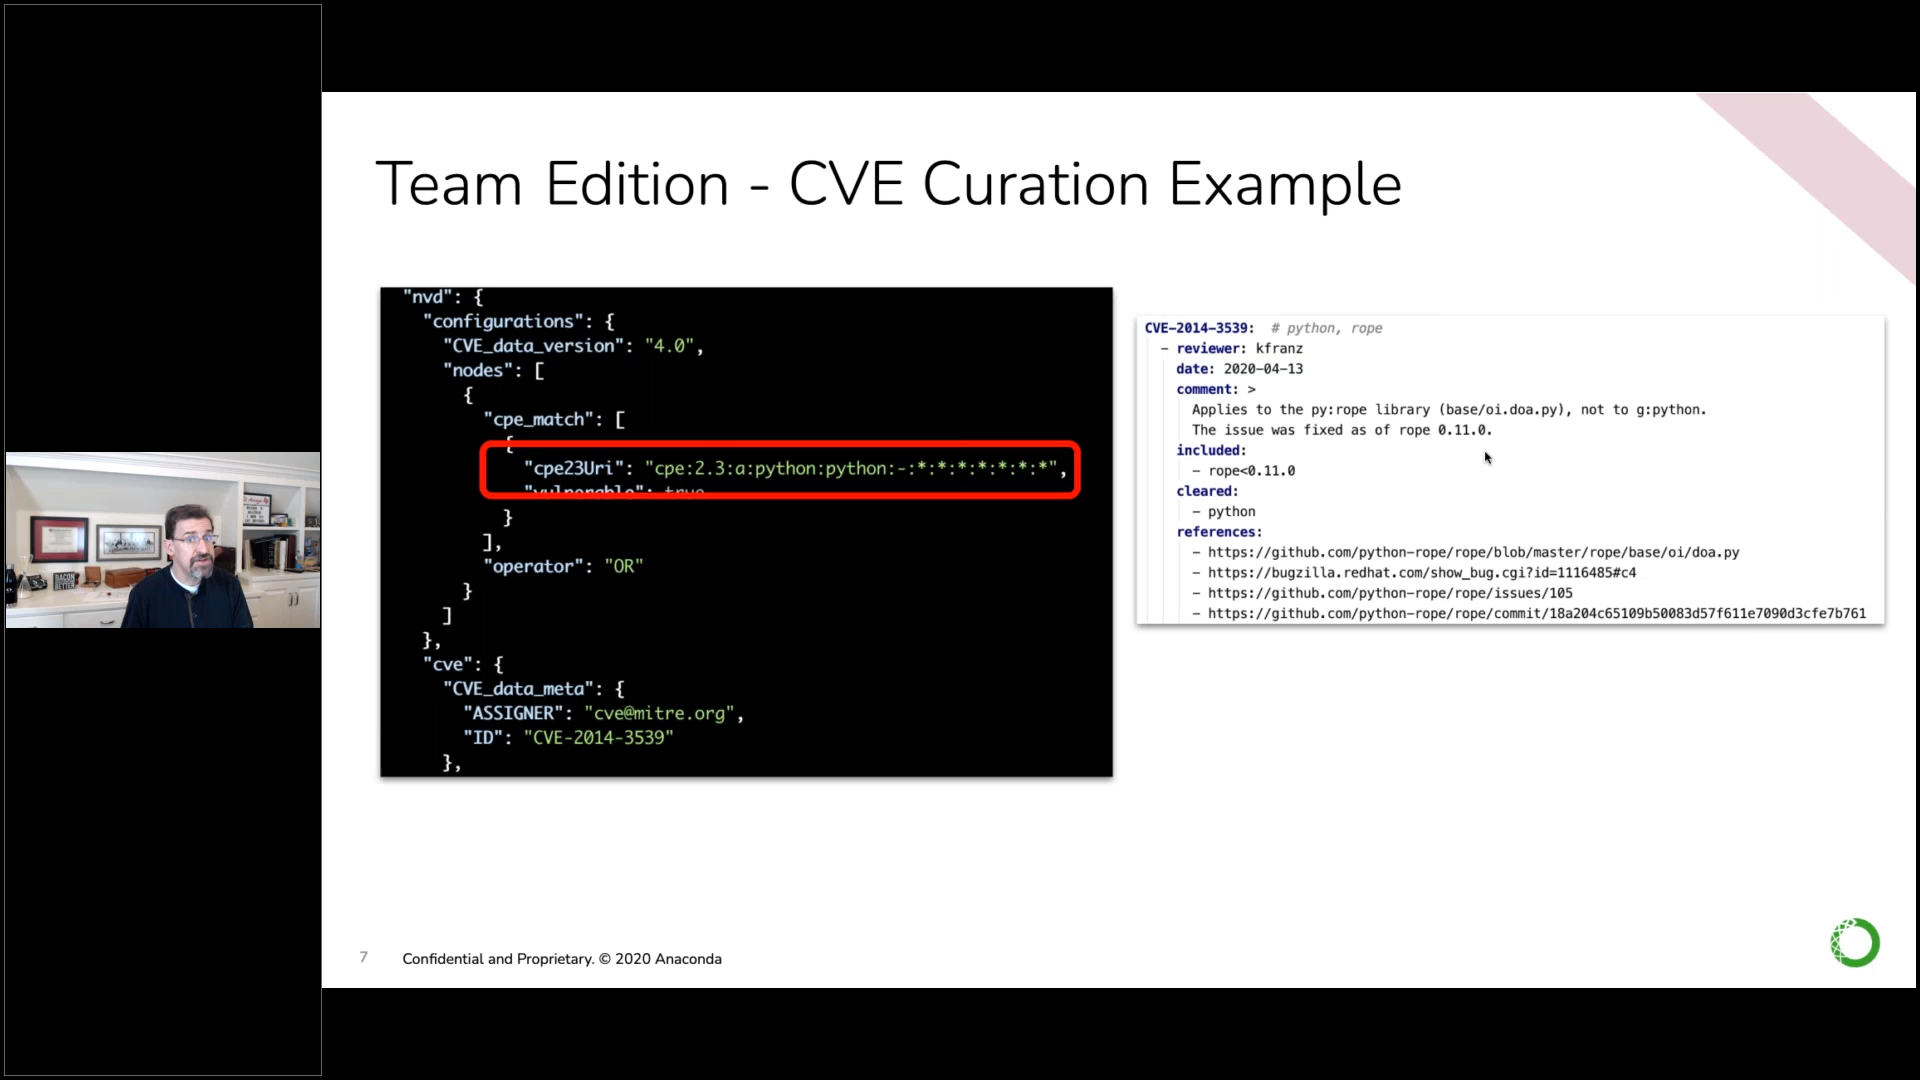 Team Edition - CVE Curation Example
"nvd": {
"configurations": {
"CVE_data_version": "4.0",
"nodes": [
{
"cpe_match": [
{
"cpe23Uri": "cpe:2.3:a:python:python:-:*:*:*:*:*:*:*",
"vulnerable": true
}
],
"operator": "OR"
}
]
},
"cve": {
"CVE_data_meta": {
"ASSIGNER": "cve@mitre.org",
"ID": "CVE-2014-3539"
},
CVE-2014-3539: # python, rope
- reviewer: kfranz
date: 2020-04-13
comment: >
Applies to the py:rope library (base/oi.doa.py), not to g:python.
The issue was fixed as of rope 0.11.0.
included:
- rope<0.11.0
cleared:
- python
references:
- https://github.com/python-rope/rope/blob/master/rope/base/oi/doa.py
- https://bugzilla.redhat.com/show_bug.cgi?id=1116485#c4
- https://github.com/python-rope/rope/issues/105
- https://github.com/python-rope/rope/commit/18a204c65109b50083d57f611e7090d3cfe7b761
7 Confidential and Proprietary. © 2020 Anaconda